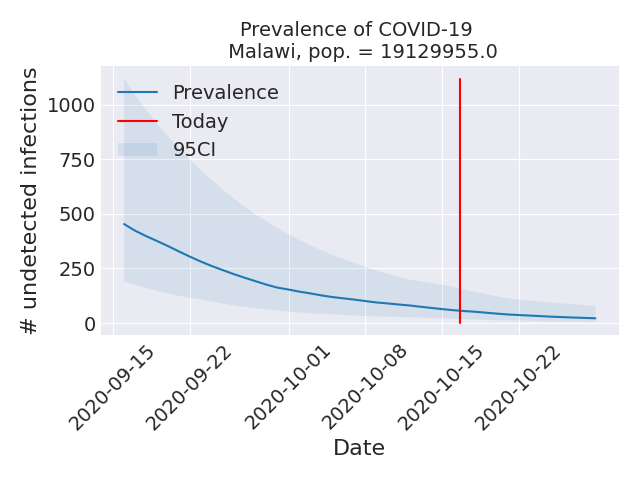 Prevalence of COVID-19
Malawi, pop. = 19129955.0
# undetected infections
1000
750
500
250
0
Prevalence
Today
95CI
2020-09-15
2020-09-22
2020-10-01
2020-10-08
2020-10-15
2020-10-22
Date